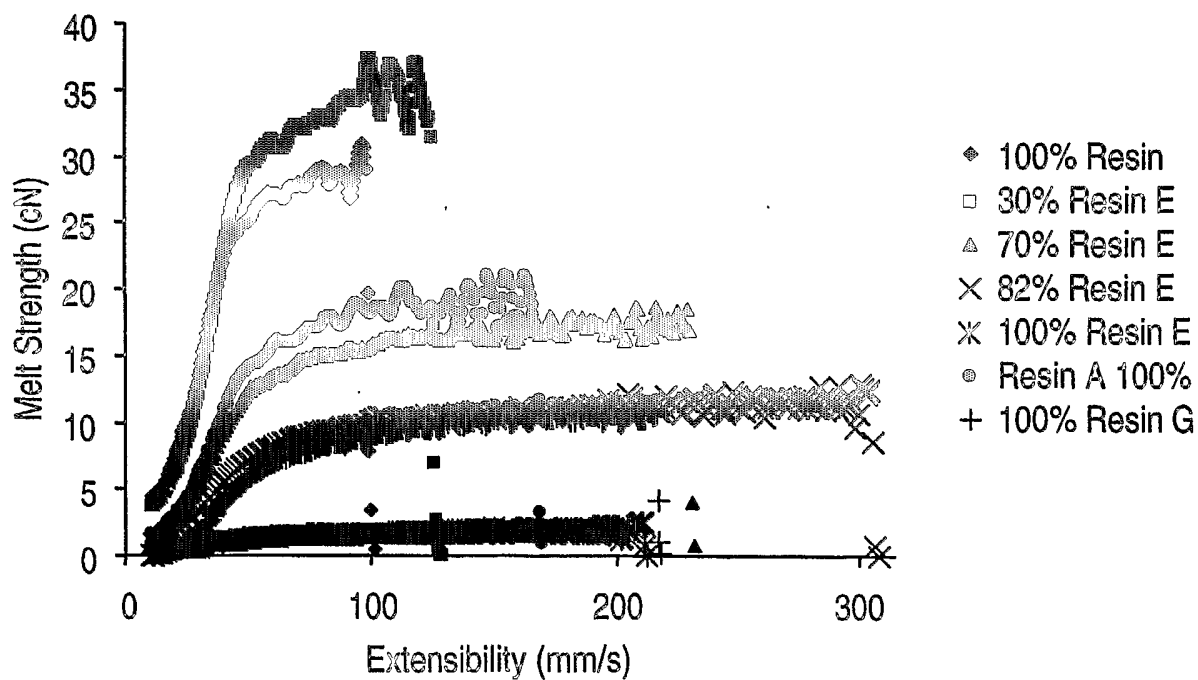 40
35
30
25
20
15
10
5
0
Melt Strength (cN)
0 100 200 300
Extensibility (mm/s)
100% Resin
30% Resin E
70% Resin E
82% Resin E
100% Resin E
Resin A 100%
100% Resin G